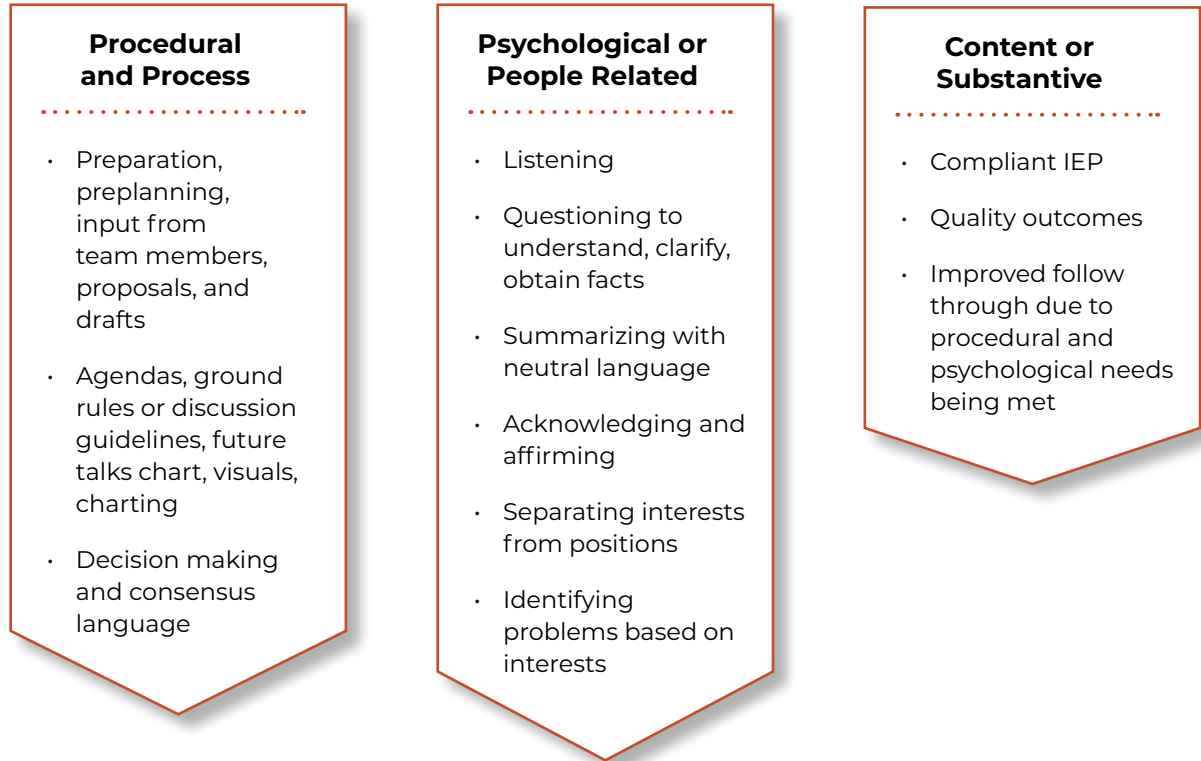 Procedural
and Process
• Preparation,
preplanning,
input from
team members,
proposals, and
drafts
• Agendas, ground
rules or discussion
guidelines, future
talks chart, visuals,
charting
• Decision making
and consensus
language
Psychological or
People Related
• Listening
• Questioning to
understand, clarify,
obtain facts
• Summarizing with
neutral language
• Acknowledging and
affirming
• Separating interests
from positions
• Identifying
problems based on
interests
Content or
Substantive
• Compliant IEP
• Quality outcomes
• Improved follow
through due to
procedural and
psychological needs
being met